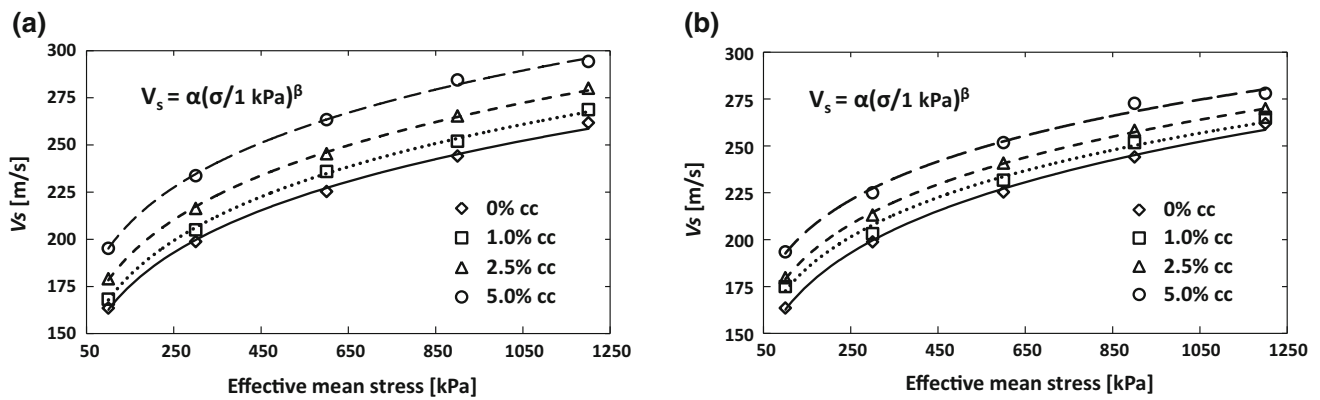 (a)
300
275
250
225
200
175
150
Vs [m/s]
V_s = α(σ/1 kPa)^β
0% cc
1.0% cc
2.5% cc
5.0% cc
50 250 450 650 850 1050 1250
Effective mean stress [kPa]
(b)
300
275
250
225
200
175
150
Vs [m/s]
V_s = α(σ/1 kPa)^β
0% cc
1.0% cc
2.5% cc
5.0% cc
50 250 450 650 850 1050 1250
Effective mean stress [kPa]